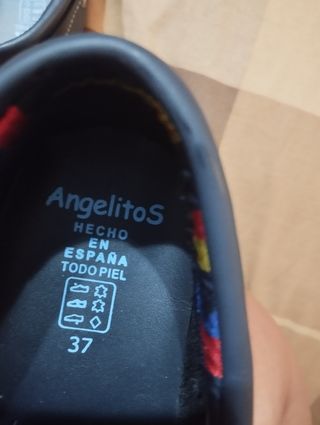 AngelitoS
HECHO
EN
ESPAÑA
TODO PIEL
37